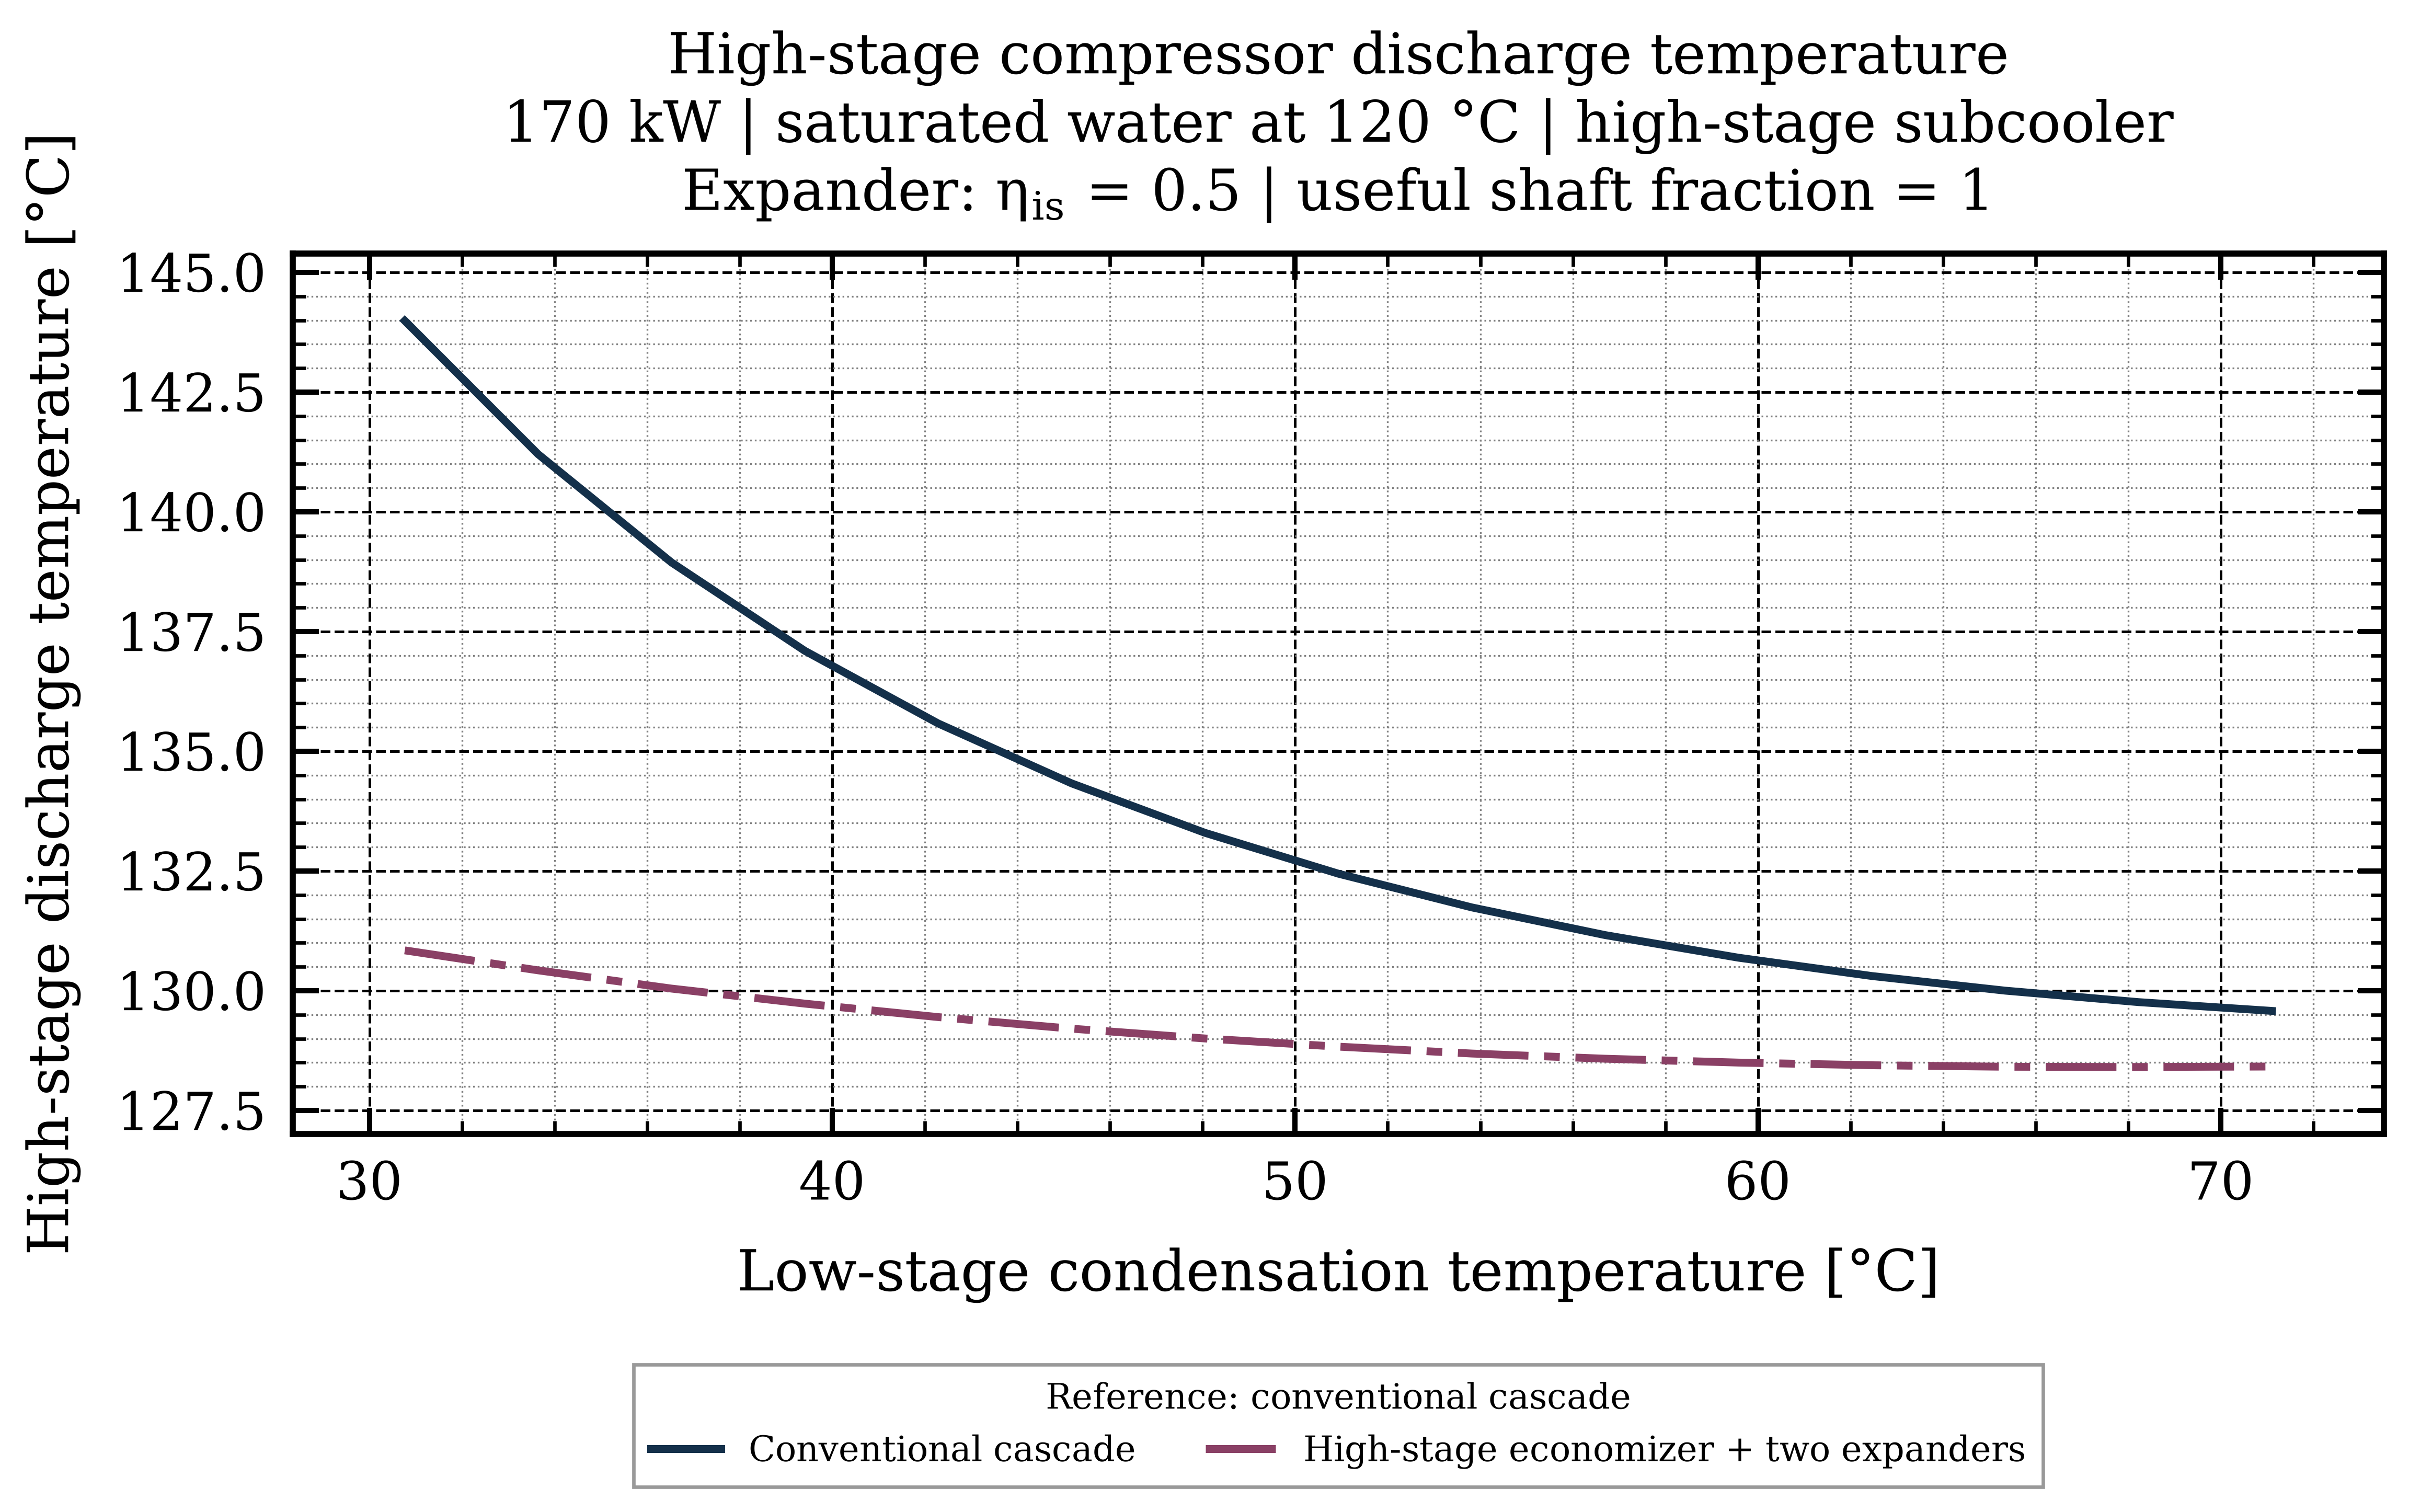 High-stage compressor discharge temperature
170 kW | saturated water at 120 °C | high-stage subcooler
Expander: ηis = 0.5 | useful shaft fraction = 1
High-stage discharge temperature [°C]
145.0
142.5
140.0
137.5
135.0
132.5
130.0
127.5
30 40 50 60 70
Low-stage condensation temperature [°C]
Reference: conventional cascade
Conventional cascade High-stage economizer + two expanders